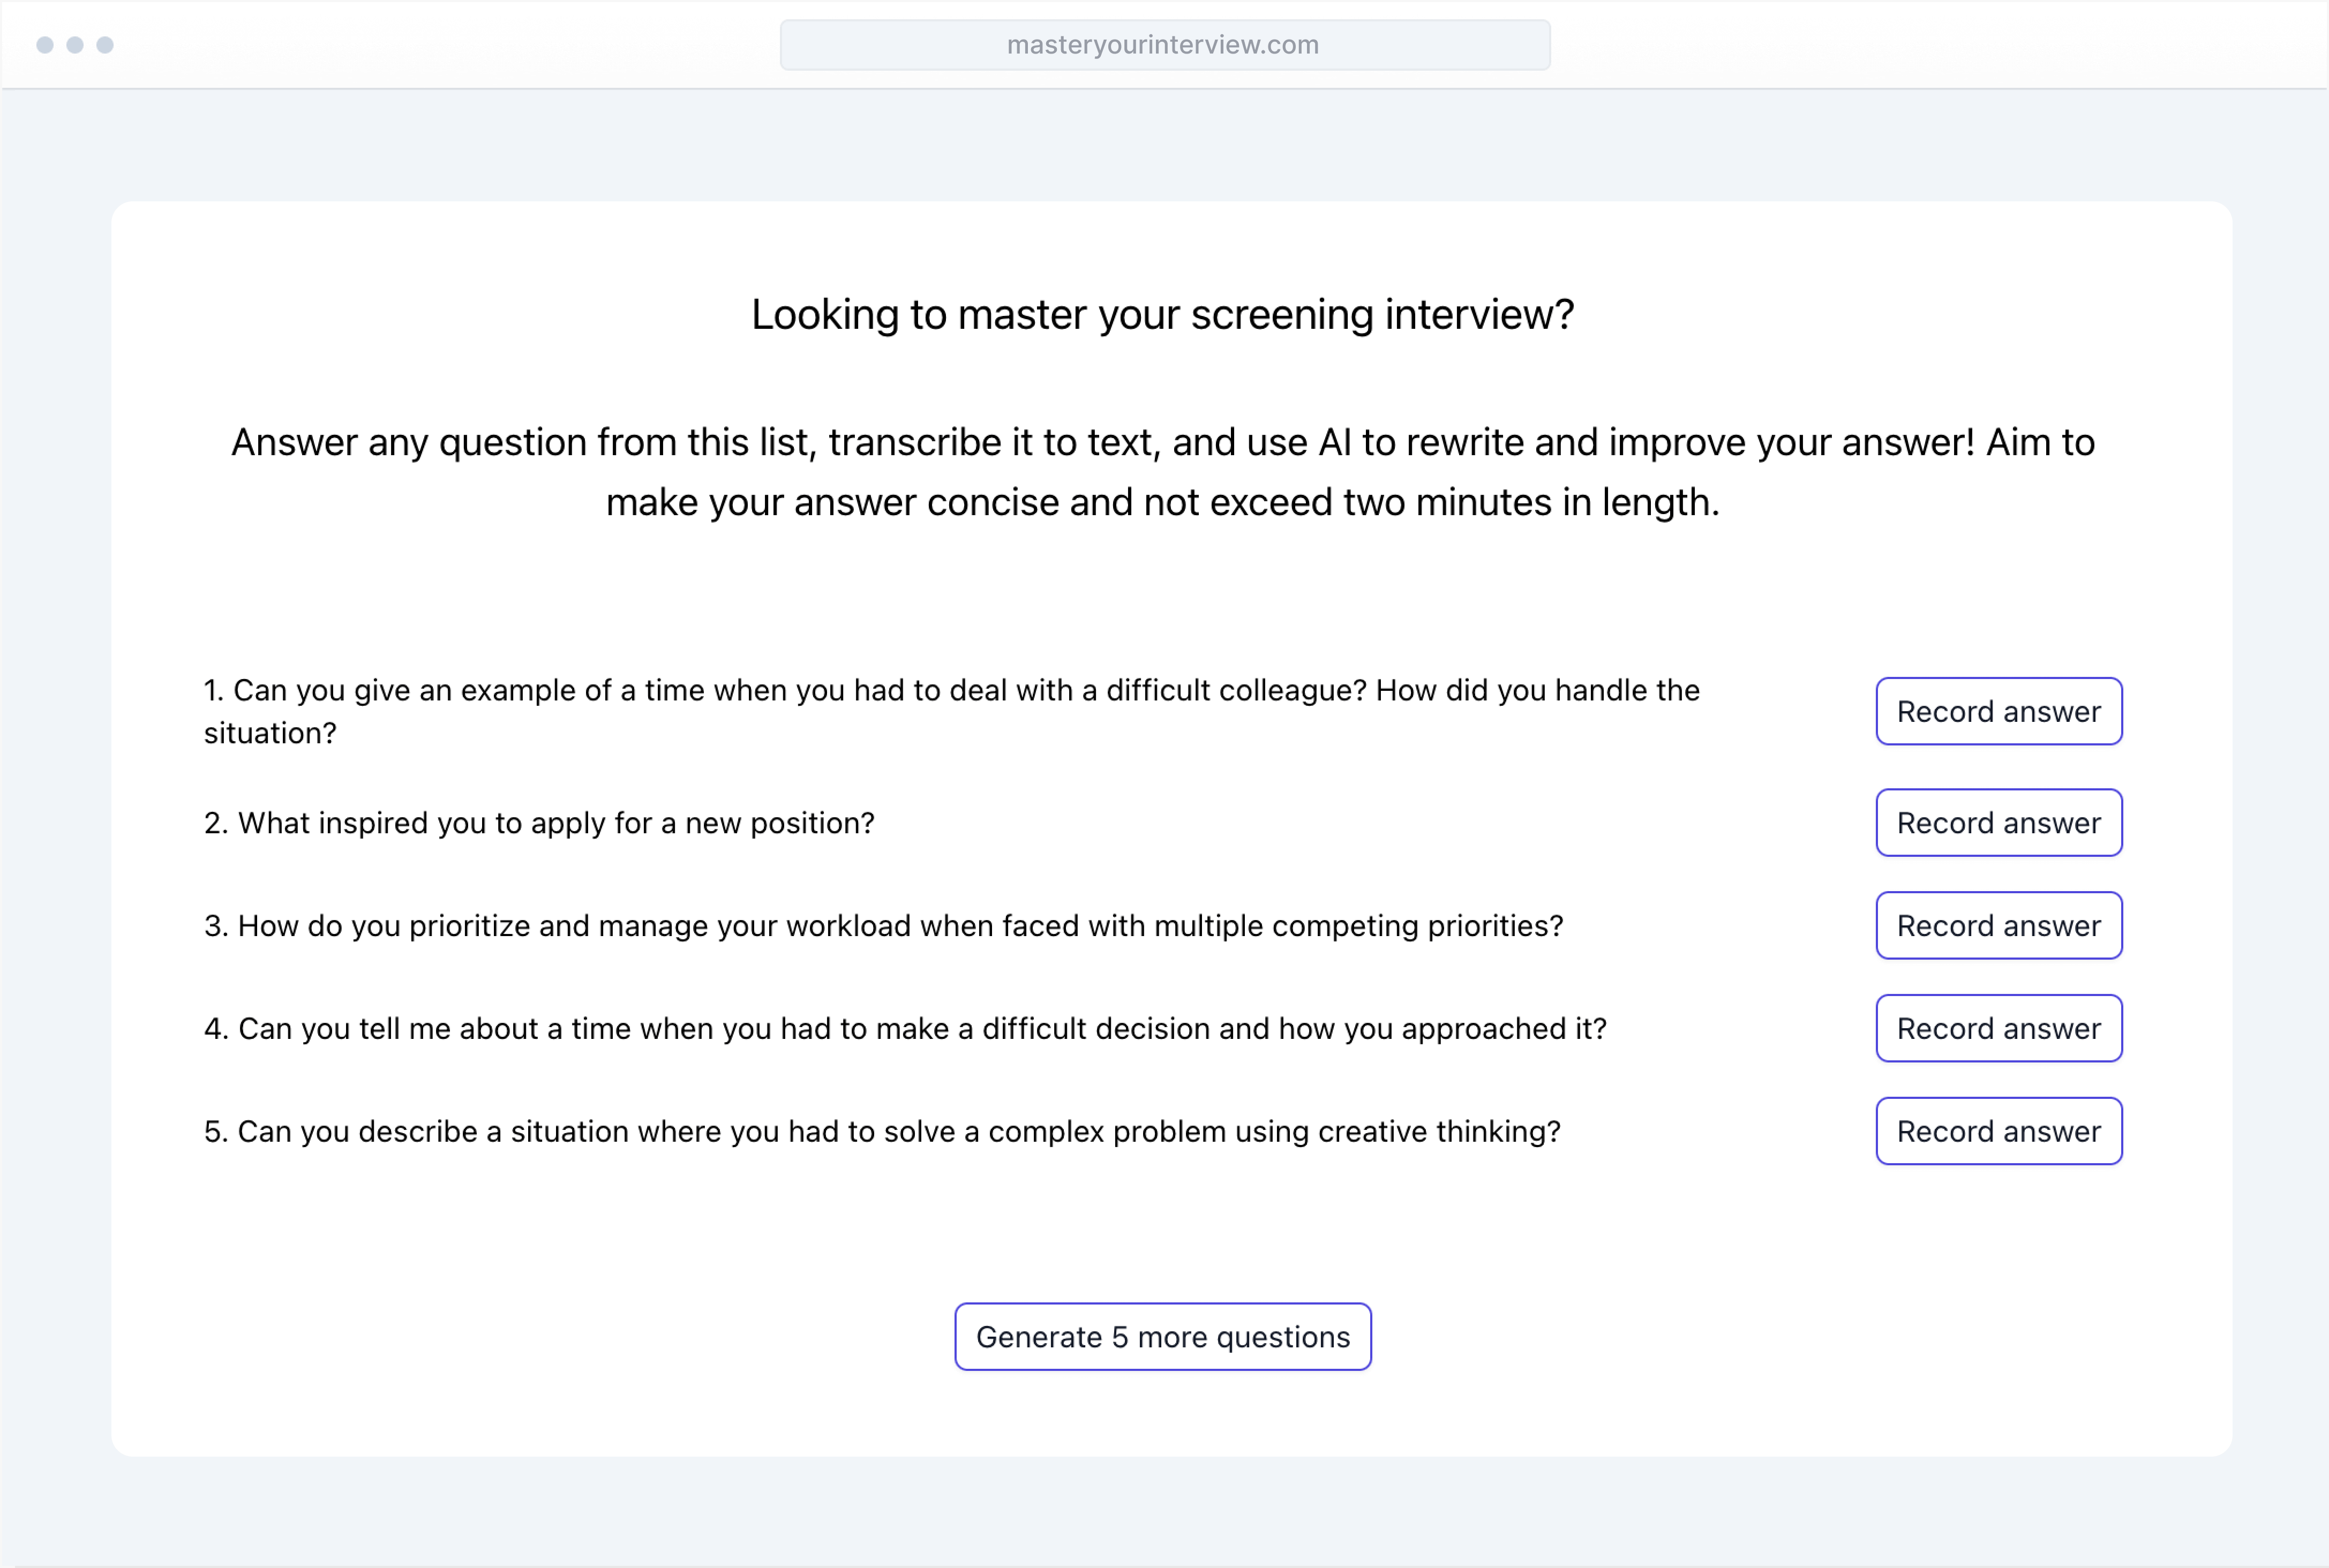 masteryourinterview.com
Looking to master your screening interview?
Answer any question from this list, transcribe it to text, and use AI to rewrite and improve your answer! Aim to
make your answer concise and not exceed two minutes in length.
1. Can you give an example of a time when you had to deal with a difficult colleague? How did you handle the
situation?
Record answer
2. What inspired you to apply for a new position?
Record answer
3. How do you prioritize and manage your workload when faced with multiple competing priorities?
Record answer
4. Can you tell me about a time when you had to make a difficult decision and how you approached it?
Record answer
5. Can you describe a situation where you had to solve a complex problem using creative thinking?
Record answer
Generate 5 more questions